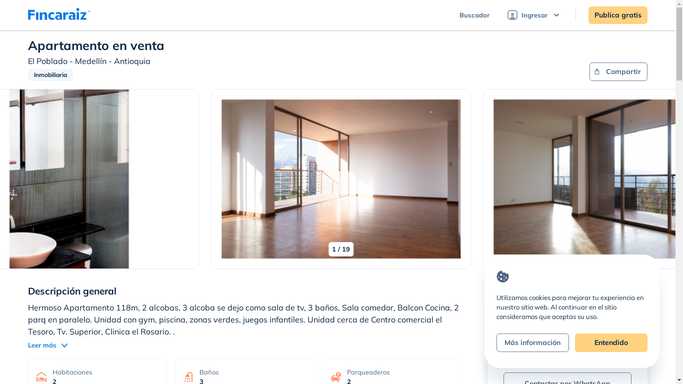 Fincaraíz
Buscador
Ingresar
Publica gratis
Apartamento en venta
El Poblado - Medellín - Antioquia
Inmobiliaria
Compartir
1 / 19
Descripción general
Hermoso Apartamento 118m, 2 alcobas, 3 alcoba se dejo como sala de tv, 3 baños, Sala comedor, Balcon Cocina, 2
parq en paralelo. Unidad con gym, piscina, zonas verdes, juegos infantiles. Unidad cerca de Centro comercial el
Tesoro, Tv. Superior, Clinica el Rosario. .
Leer más
Habitaciones
2
Baños
3
Parqueaderos
2
Utilizamos cookies para mejorar tu experiencia en
nuestro sitio web. Al continuar en el sitio
consideramos que aceptas su uso.
Más información
Entendido
Contactar por WhatsApp